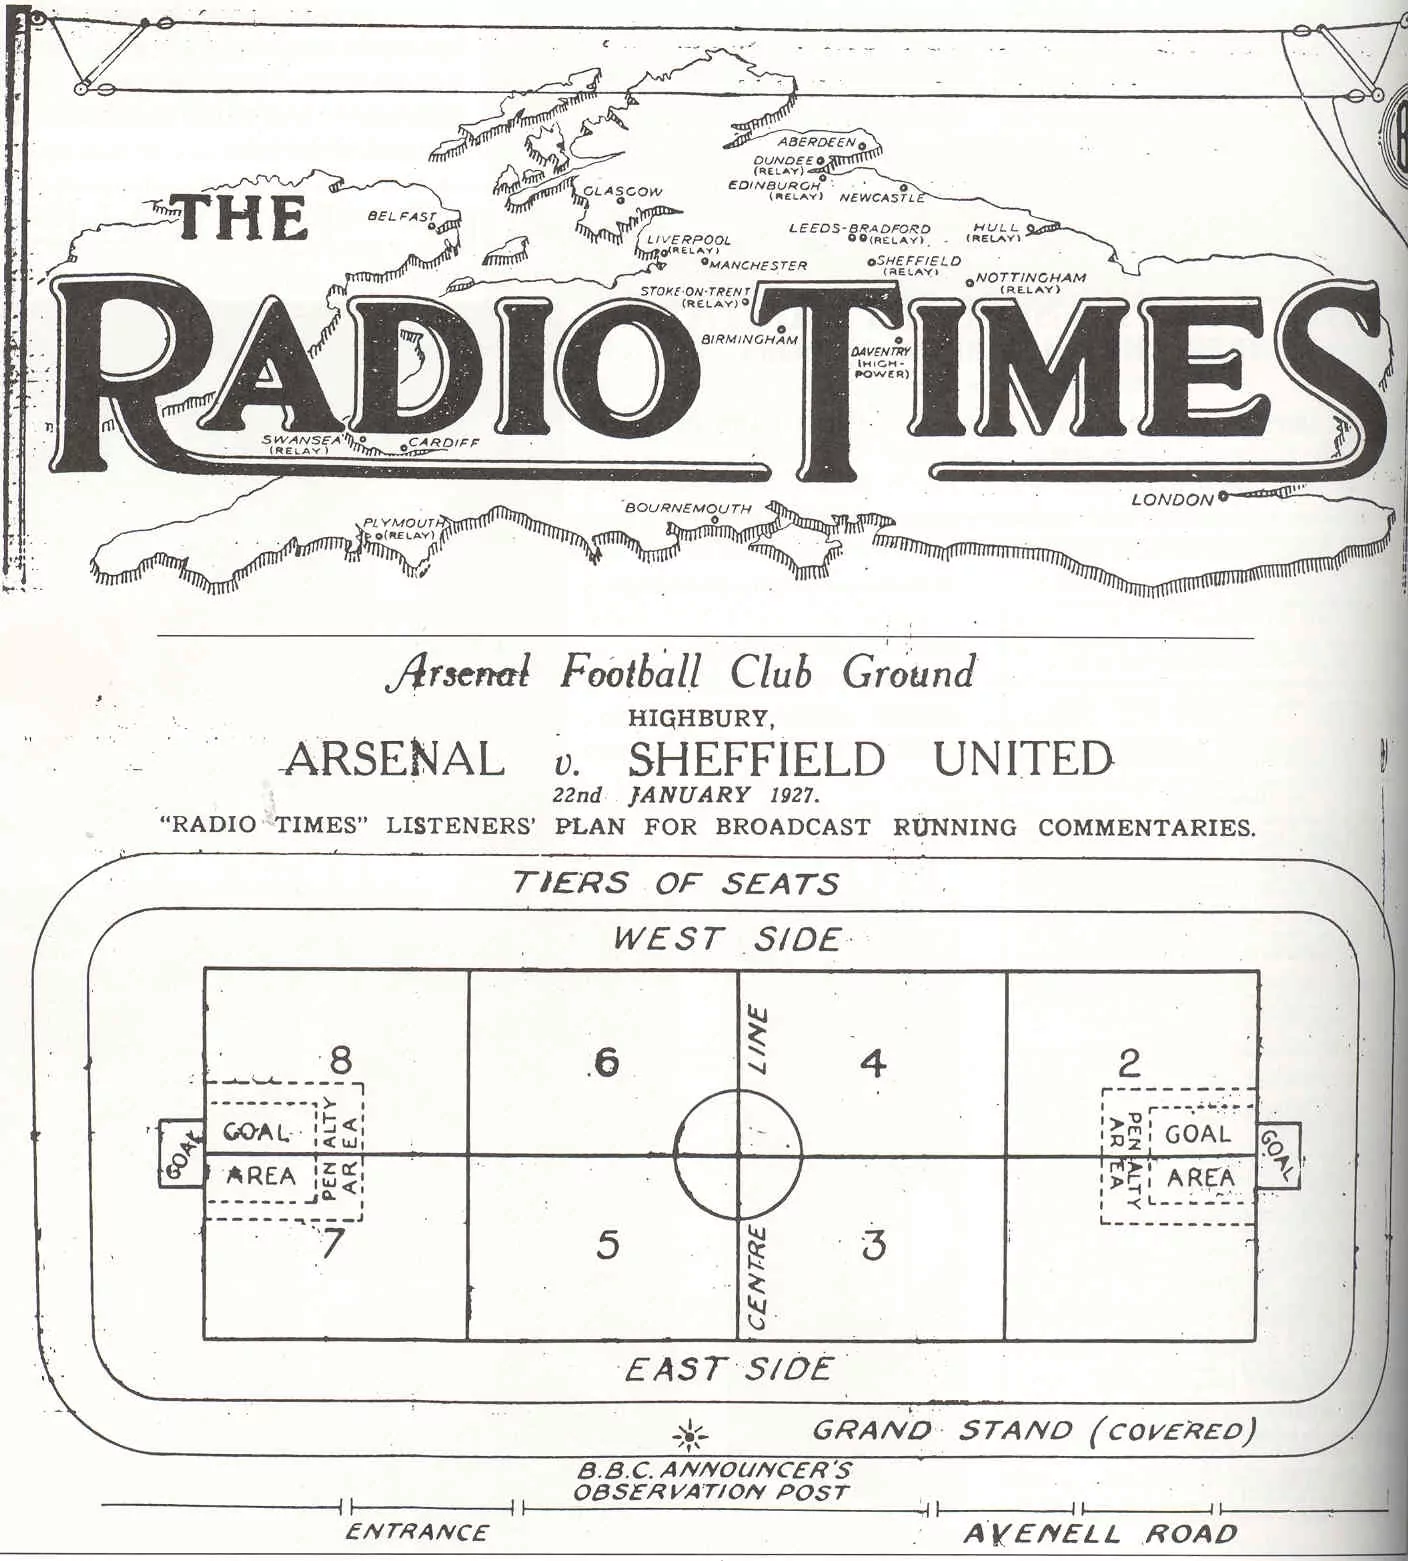 THE
RADIO TIMES
ABERDEEN
DUNDEE
(RELAY)
EDINBURGH
(RELAY)
NEWCASTLE
GLASGOW
BELFAST
LIVERPOOL
(RELAY)
MANCHESTER
LEEDS-BRADFORD
(RELAY)
HULL
(RELAY)
SHEFFIELD
(RELAY)
NOTTINGHAM
(RELAY)
STOKE-ON-TRENT
(RELAY)
BIRMINGHAM
DAVENTRY
(HIGH-
POWER)
SWANSEA
(RELAY)
CARDIFF
LONDON
BOURNEMOUTH
PLYMOUTH
(RELAY)
Arsenal Football Club Ground
HIGHBURY,
ARSENAL v. SHEFFIELD UNITED
22nd JANUARY 1927.
"RADIO TIMES" LISTENERS' PLAN FOR BROADCAST RUNNING COMMENTARIES.
TIERS OF SEATS
WEST SIDE
8 6 4 2
LINE
GOAL
GOAL
AREA
PENALTY
AREA
PENALTY
AREA
GOAL
AREA
GOAL
7 5 3
CENTRE
EAST SIDE
GRAND STAND (COVERED)
B.B.C. ANNOUNCER'S
OBSERVATION POST
ENTRANCE
AVENELL ROAD